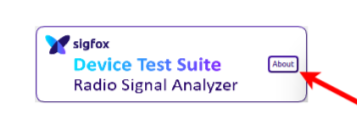 sigfox
Device Test Suite
About
Radio Signal Analyzer